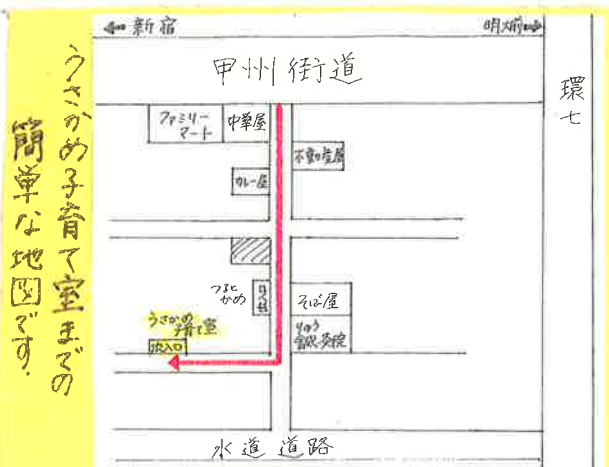 うさかめ子育て室までの
簡単な地図です.
新宿
明大前
甲州街道
環七
ファミリーマート
中華屋
不動産屋
カレー屋
つるとかめ
そば屋
りゅう
うさかめ
子育て室
入口
水道道路